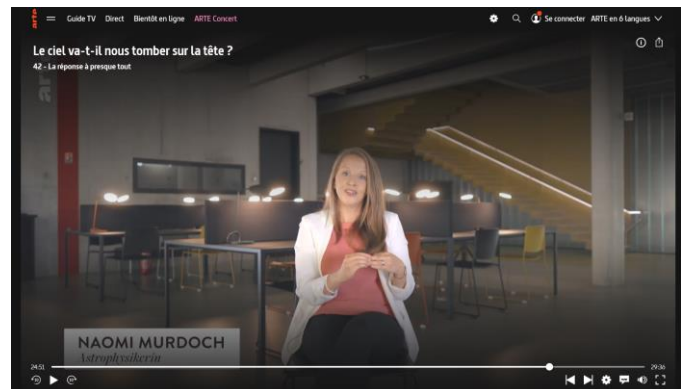 arte
Guide TV Direct Bientôt en ligne ARTE Concert
Se connecter ARTE en 6 langues
Le ciel va-t-il nous tomber sur la tête ?
42 - La réponse à presque tout
NAOMI MURDOCH
Astrophysikerin
24:51
29:36